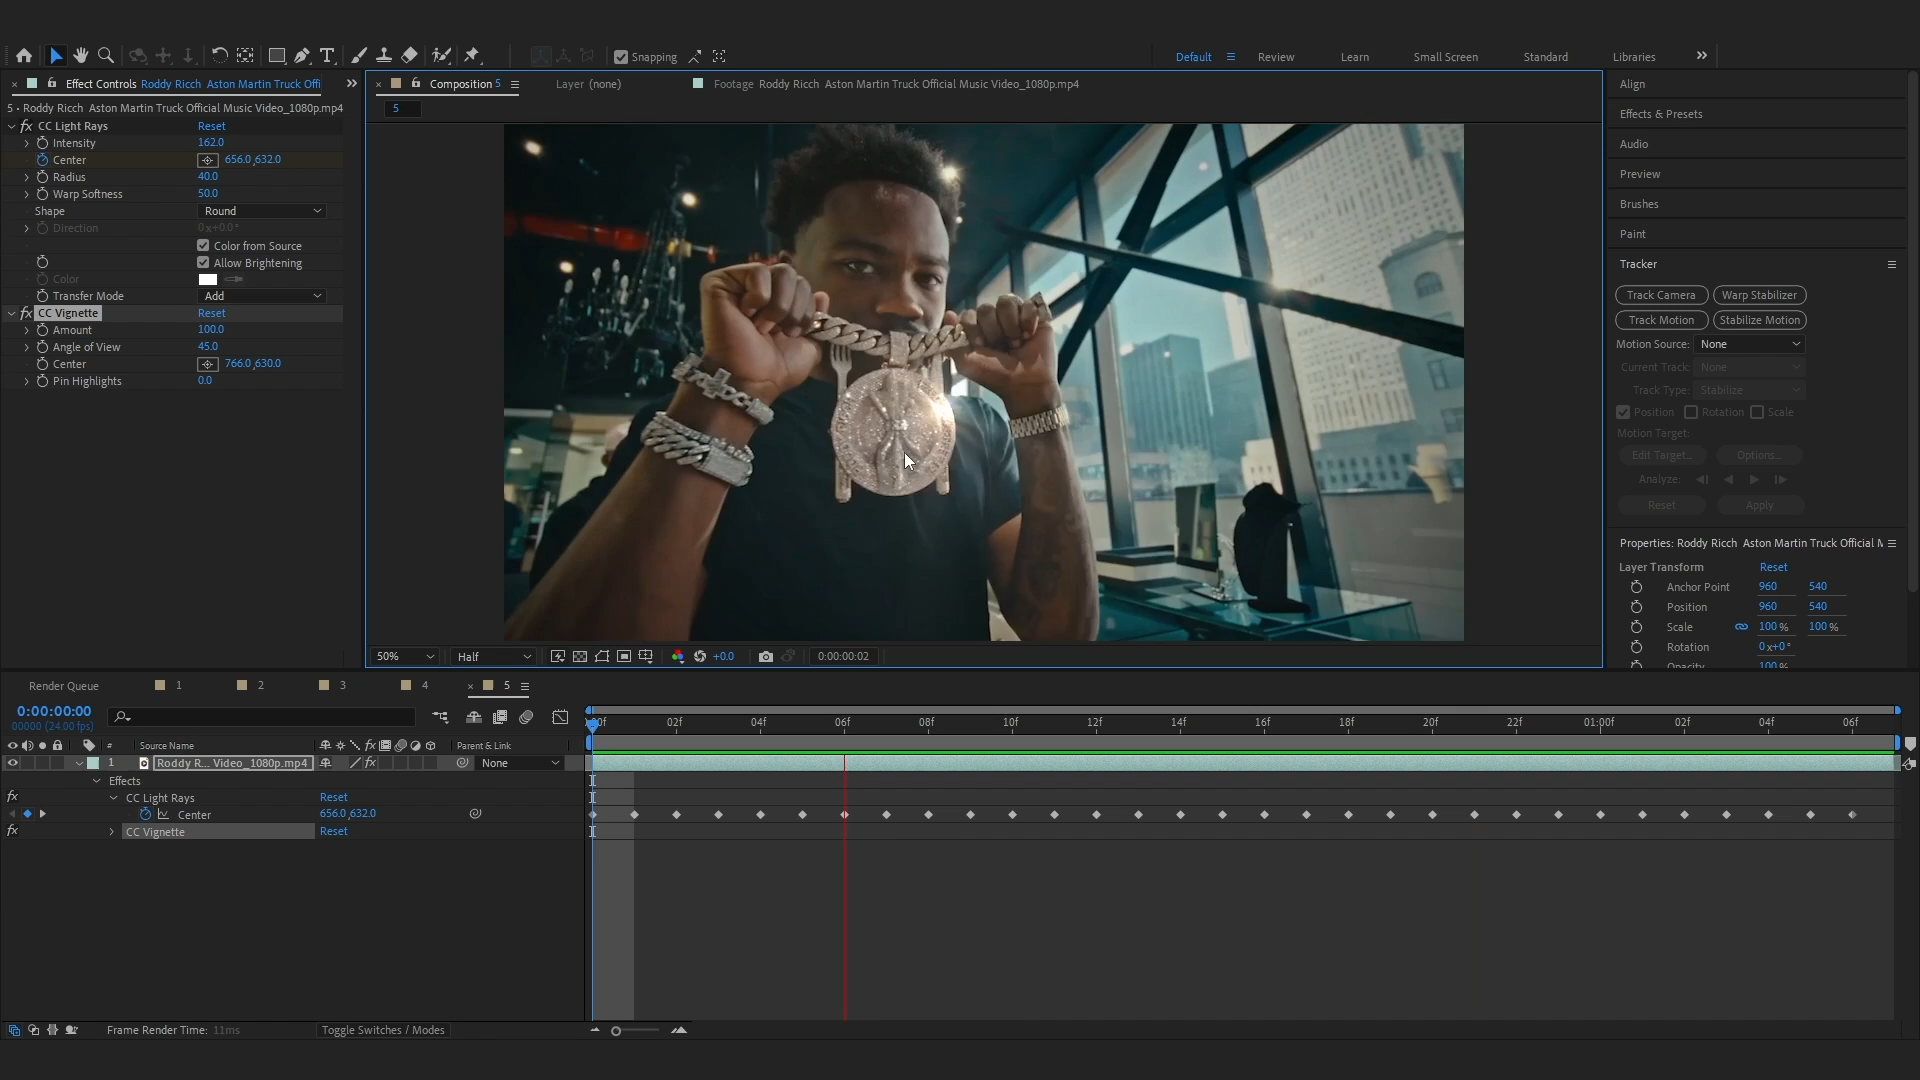 Snapping
Default
Review
Learn
Small Screen
Standard
Libraries
Effect Controls Roddy Ricch Aston Martin Truck Offi
Composition 5
Layer (none)
Footage Roddy Ricch Aston Martin Truck Official Music Video_1080p.mp4
5 • Roddy Ricch Aston Martin Truck Official Music Video_1080p.mp4
5
CC Light Rays Reset
Intensity 162.0
Center 656.0,632.0
Radius 40.0
Warp Softness 50.0
Shape Round
Direction 0x+0.0°
Color from Source
Allow Brightening
Color
Transfer Mode Add
CC Vignette Reset
Amount 100.0
Angle of View 45.0
Center 766.0,630.0
Pin Highlights 0.0
Align
Effects & Presets
Audio
Preview
Brushes
Paint
Tracker
Track Camera Warp Stabilizer
Track Motion Stabilize Motion
Motion Source: None
Current Track: None
Track Type: Stabilize
Position Rotation Scale
Motion Target:
Edit Target... Options...
Analyze:
Reset Apply
Properties: Roddy Ricch Aston Martin Truck Official
Layer Transform Reset
Anchor Point 960 540
Position 960 540
Scale 100 % 100 %
Rotation 0x+0°
Opacity 100 %
50% Half +0.0 0:00:00:02
Render Queue 1 2 3 4 5
0:00:00:00
00000 (24.00 fps)
:00f 02f 04f 06f 08f 10f 12f 14f 16f 18f 20f 22f 01:00f 02f 04f 06f
# Source Name fx Parent & Link
1 Roddy R... Video_1080p.mp4 fx None
Effects
fx CC Light Rays Reset
Center 656.0,632.0
fx CC Vignette Reset
Frame Render Time: 11ms
Toggle Switches / Modes